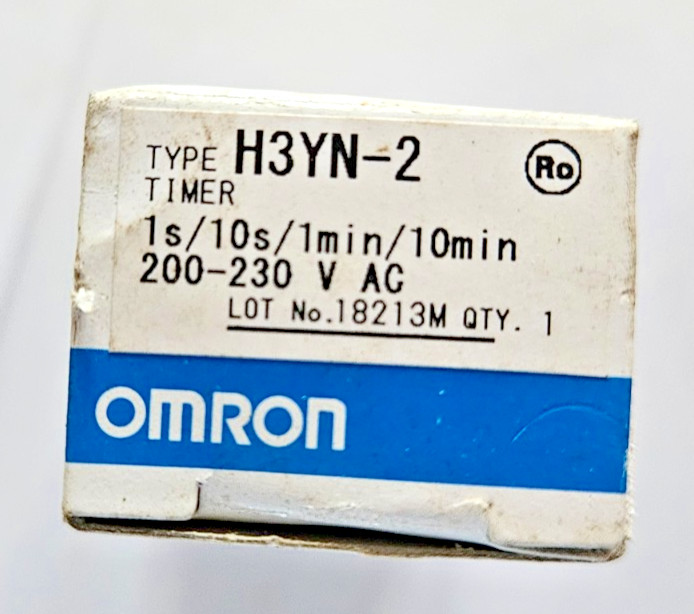 TYPE H3YN-2
Ro
TIMER
1s/10s/1min/10min
200-230 V AC
LOT No.18213M QTY. 1
OMRON